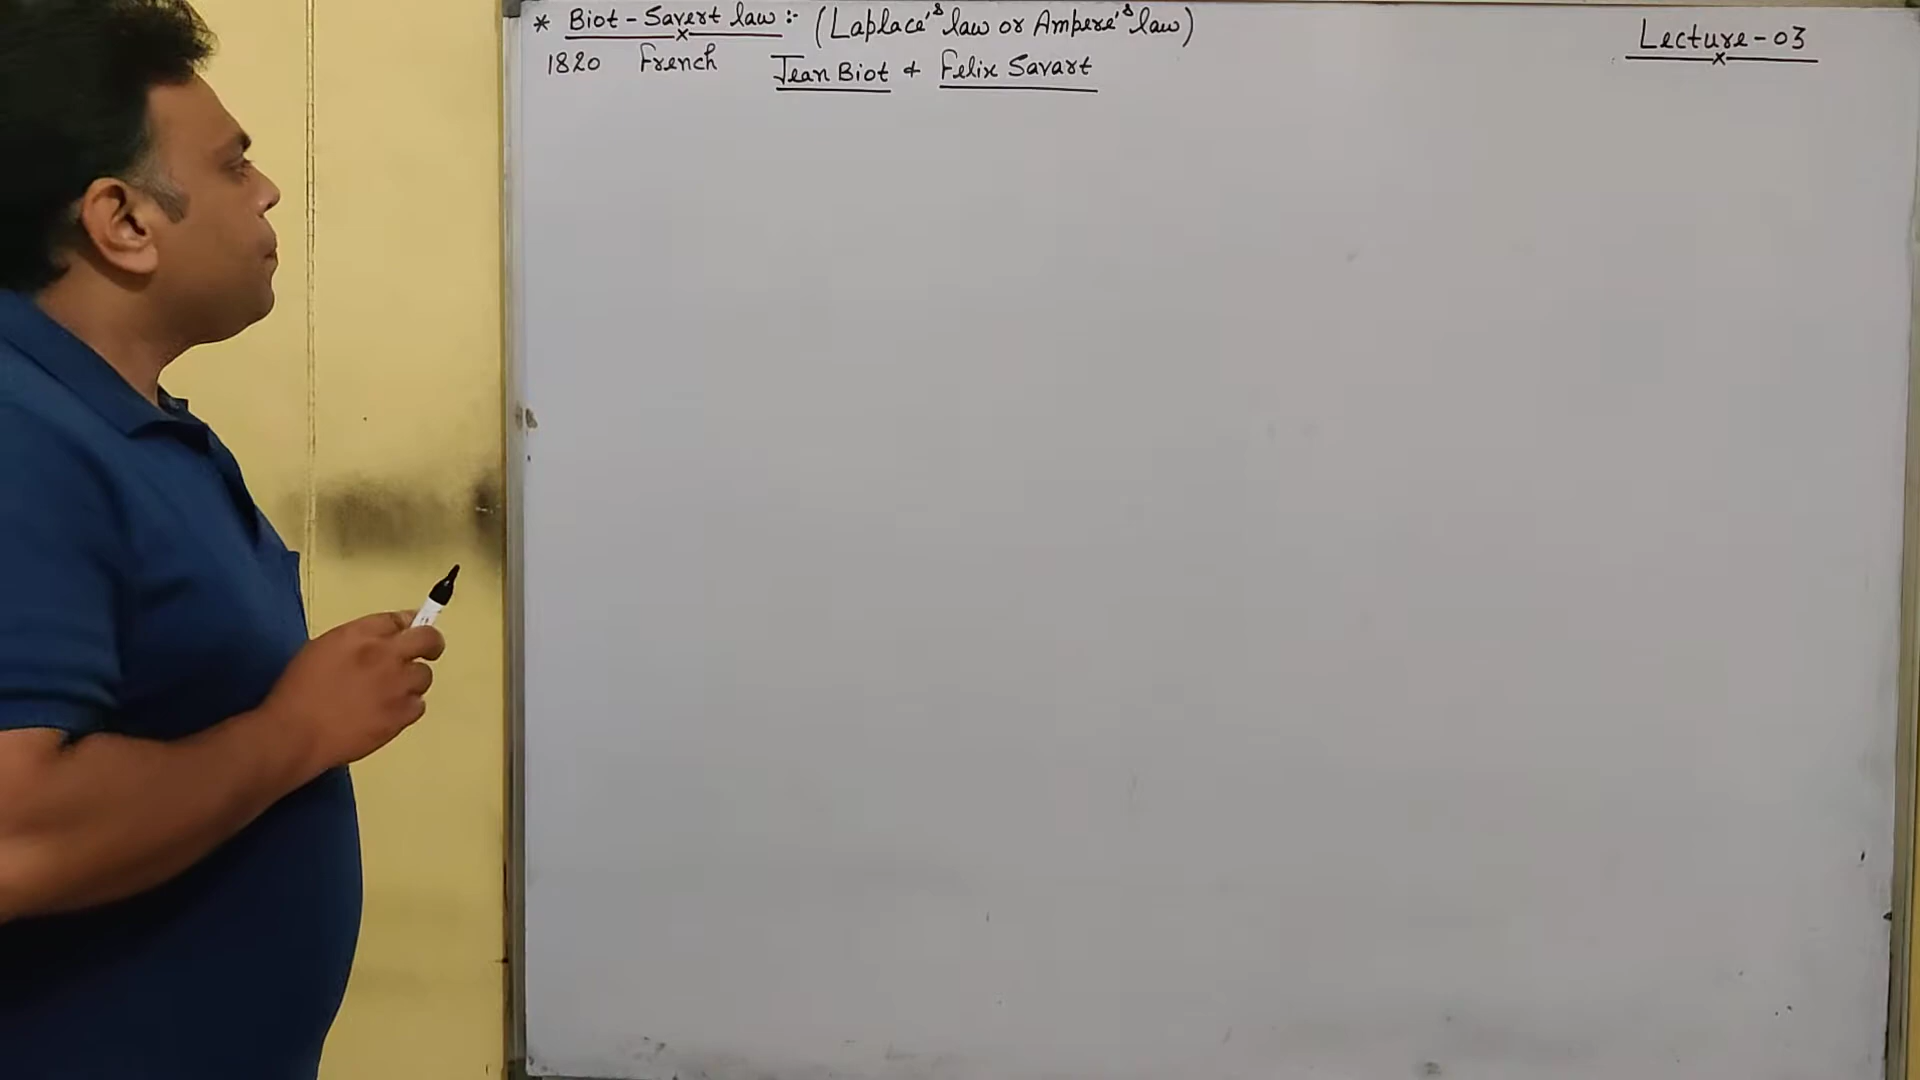 * Biot-Savert law :- (Laplace's law or Ampere's law)
Lecture-03
1820 French Jean Biot & Felix Savart